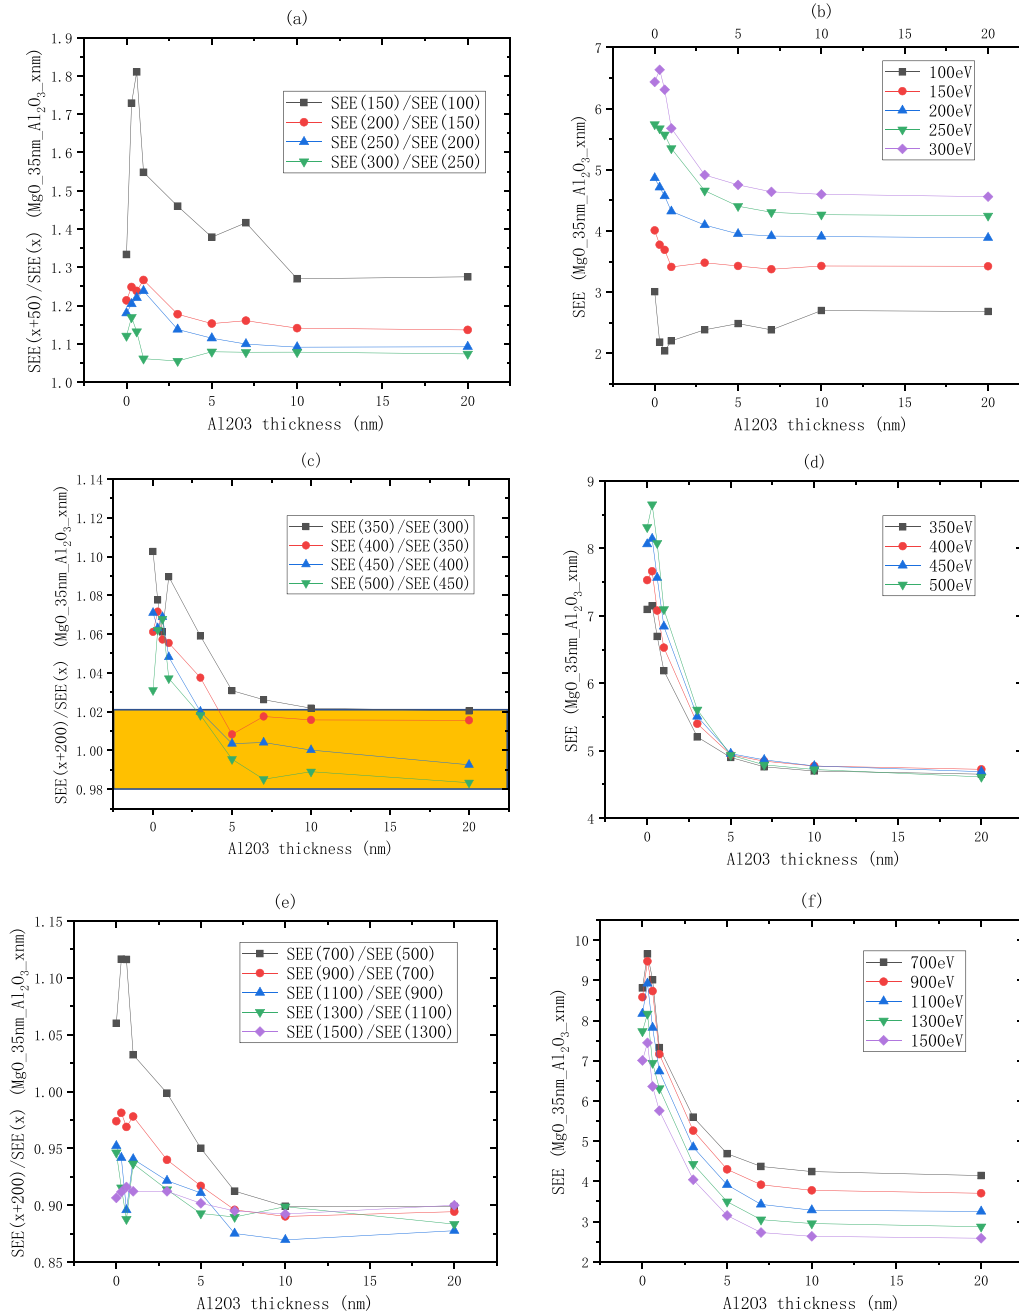 (a)
SEE(x+50)/SEE(x) (MgO_35nm_Al₂O₃_xnm)
1.9
1.8
1.7
1.6
1.5
1.4
1.3
1.2
1.1
1.0
SEE(150)/SEE(100)
SEE(200)/SEE(150)
SEE(250)/SEE(200)
SEE(300)/SEE(250)
0 5 10 15 20
Al2O3 thickness (nm)
(b)
0 5 10 15 20
SEE (MgO_35nm_Al₂O₃_xnm)
7
6
5
4
3
2
100eV
150eV
200eV
250eV
300eV
0 5 10 15 20
Al2O3 thickness (nm)
(c)
SEE(x+200)/SEE(x) (MgO_35nm_Al₂O₃_xnm)
1.14
1.12
1.10
1.08
1.06
1.04
1.02
1.00
0.98
SEE(350)/SEE(300)
SEE(400)/SEE(350)
SEE(450)/SEE(400)
SEE(500)/SEE(450)
0 5 10 15 20
Al2O3 thickness (nm)
(d)
SEE (MgO_35nm_Al₂O₃_xnm)
9
8
7
6
5
4
350eV
400eV
450eV
500eV
0 5 10 15 20
Al2O3 thickness (nm)
(e)
SEE(x+200)/SEE(x) (MgO_35nm_Al₂O₃_xnm)
1.15
1.10
1.05
1.00
0.95
0.90
0.85
SEE(700)/SEE(500)
SEE(900)/SEE(700)
SEE(1100)/SEE(900)
SEE(1300)/SEE(1100)
SEE(1500)/SEE(1300)
0 5 10 15 20
Al2O3 thickness (nm)
(f)
SEE (MgO_35nm_Al₂O₃_xnm)
10
9
8
7
6
5
4
3
2
700eV
900eV
1100eV
1300eV
1500eV
0 5 10 15 20
Al2O3 thickness (nm)